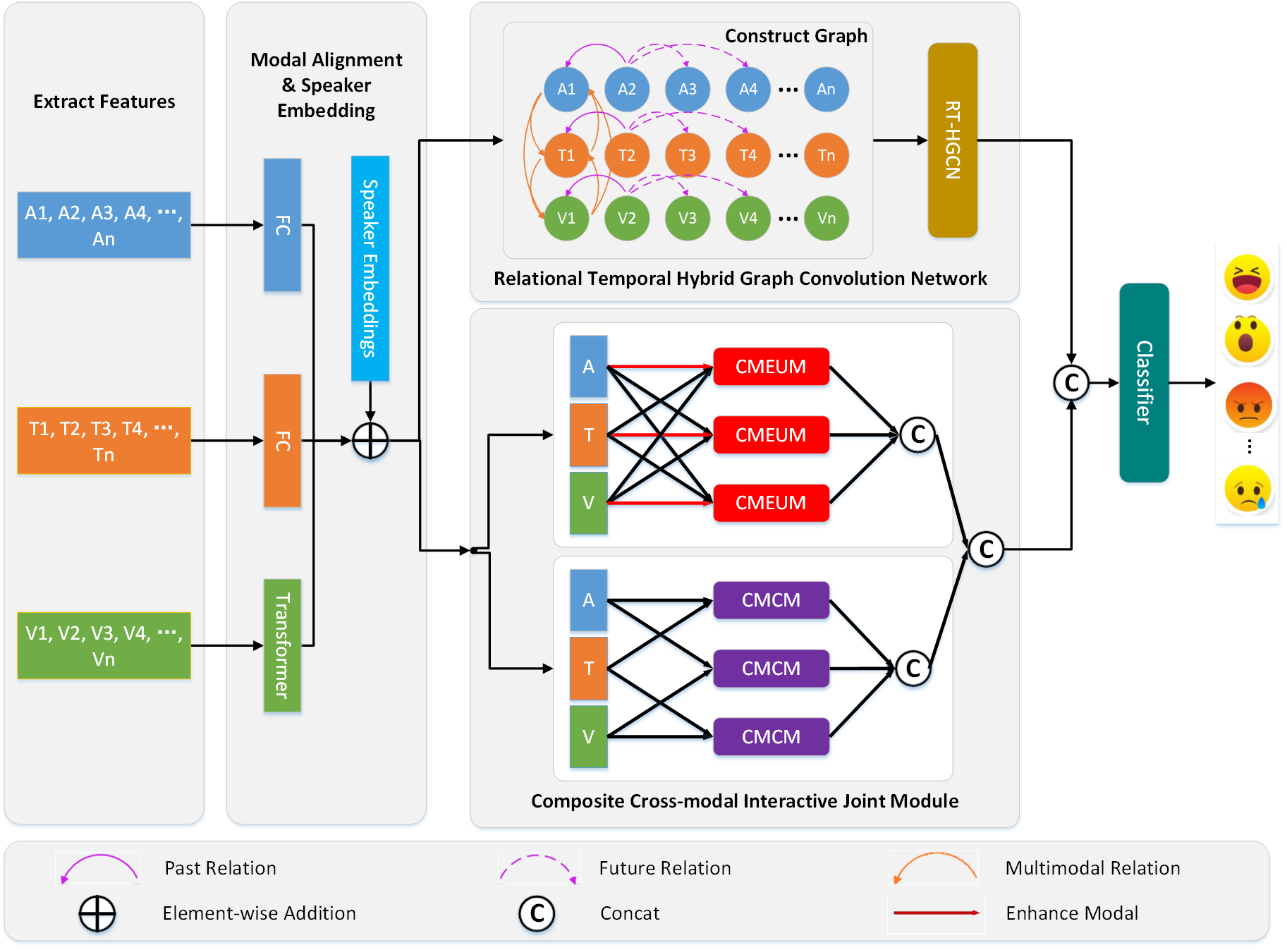 Extract Features
A1, A2, A3, A4, ···,
An
T1, T2, T3, T4, ···,
Tn
V1, V2, V3, V4, ···,
Vn
Modal Alignment
& Speaker
Embedding
FC
FC
Transformer
Speaker Embeddings
Construct Graph
A1 A2 A3 A4 ··· An
T1 T2 T3 T4 ··· Tn
V1 V2 V3 V4 ··· Vn
RT-HGCN
Relational Temporal Hybrid Graph Convolution Network
A
T
V
CMEUM
CMEUM
CMEUM
C
A
T
V
CMCM
CMCM
CMCM
C
C
Composite Cross-modal Interactive Joint Module
C
Classifier
Past Relation
Future Relation
Multimodal Relation
Element-wise Addition
C
Concat
Enhance Modal